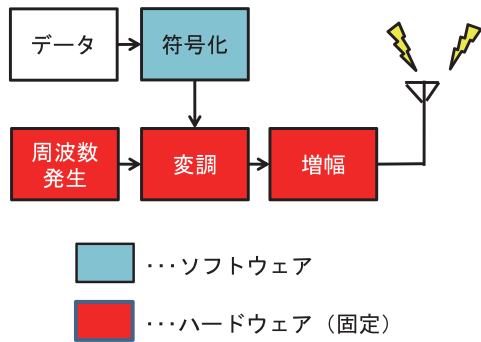 データ
符号化
周波数
発生
変調
増幅
･･･ソフトウェア
･･･ハードウェア（固定）